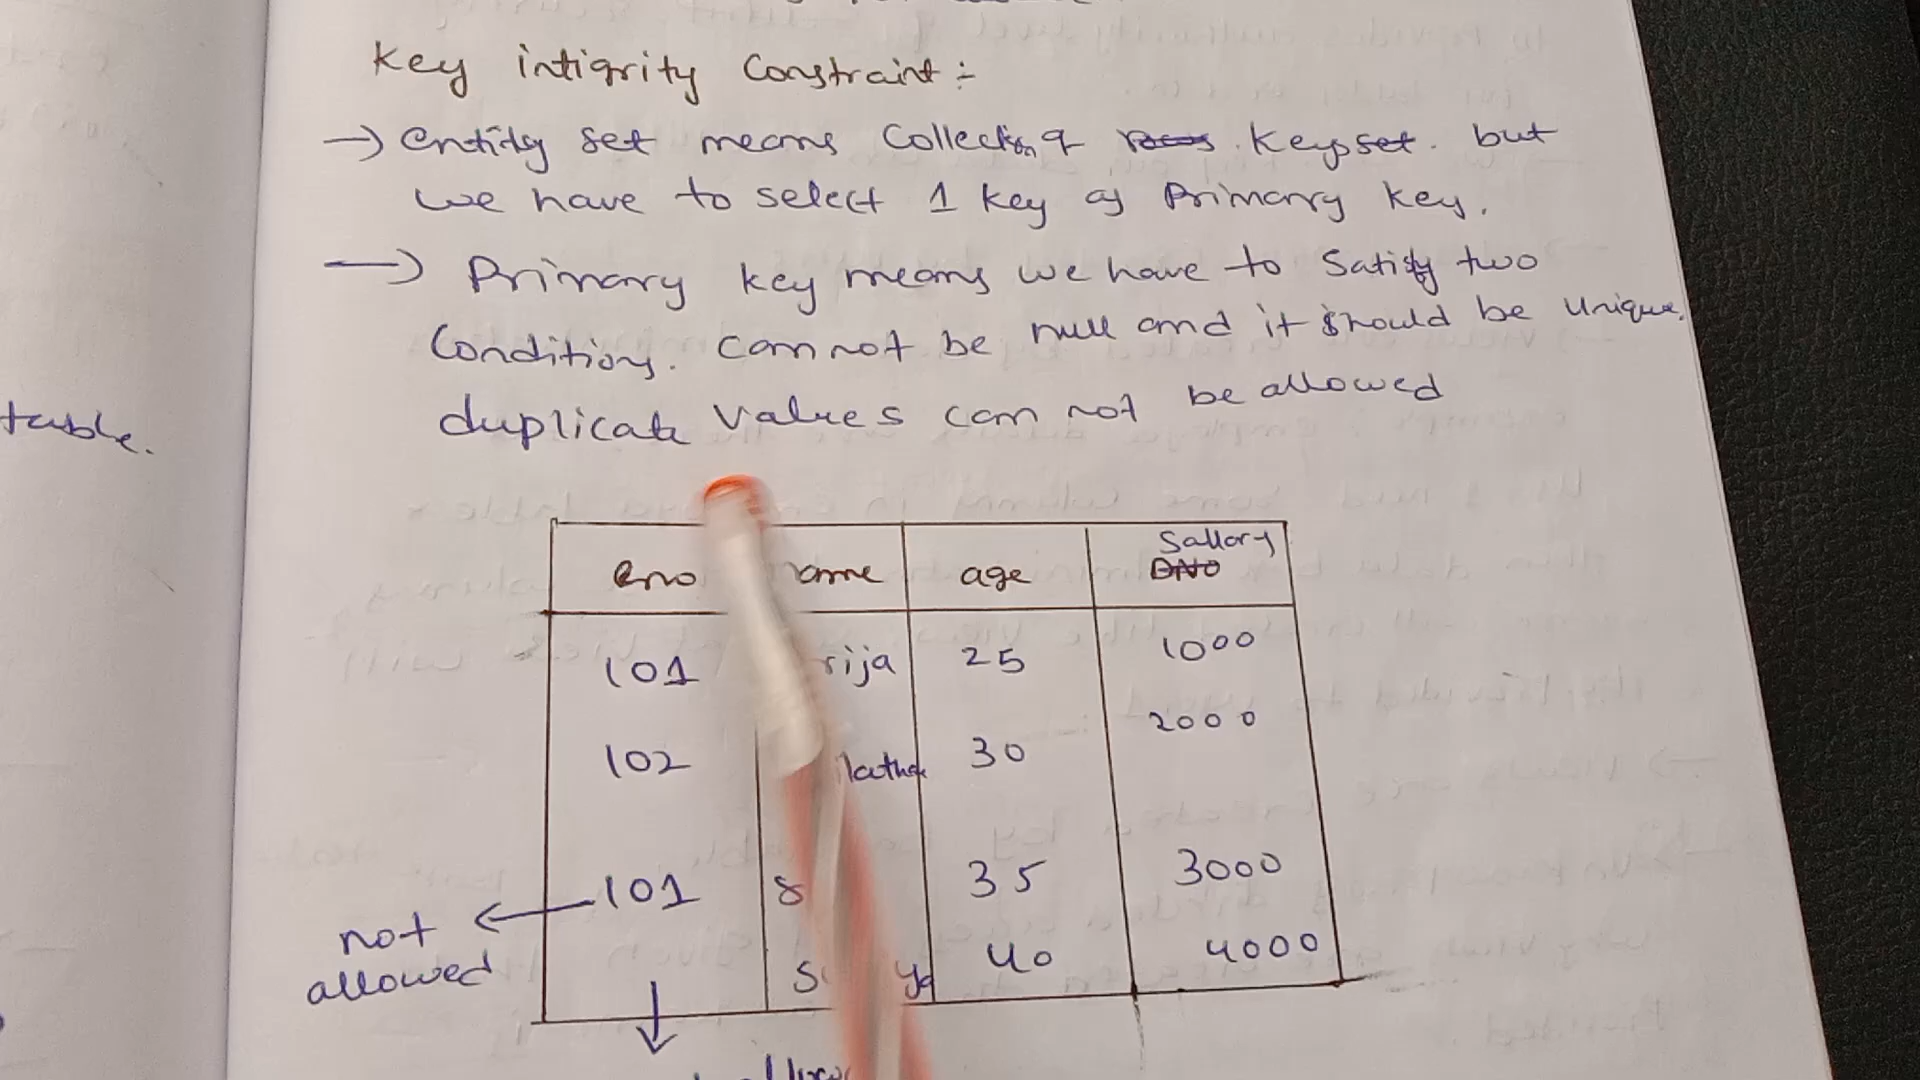 Key intigrity Constraint:-
→ entity set means Collection of Keyset. but
we have to select 1 key as Primary key.
→ Primary key means we have to Satisfy two
Conditions. Can not be null and it should be unique.
duplicate values can not be allowed
table.
eno age Sallary
101 25 1000
102 30 2000
101 35 3000
not allowed
40 4000